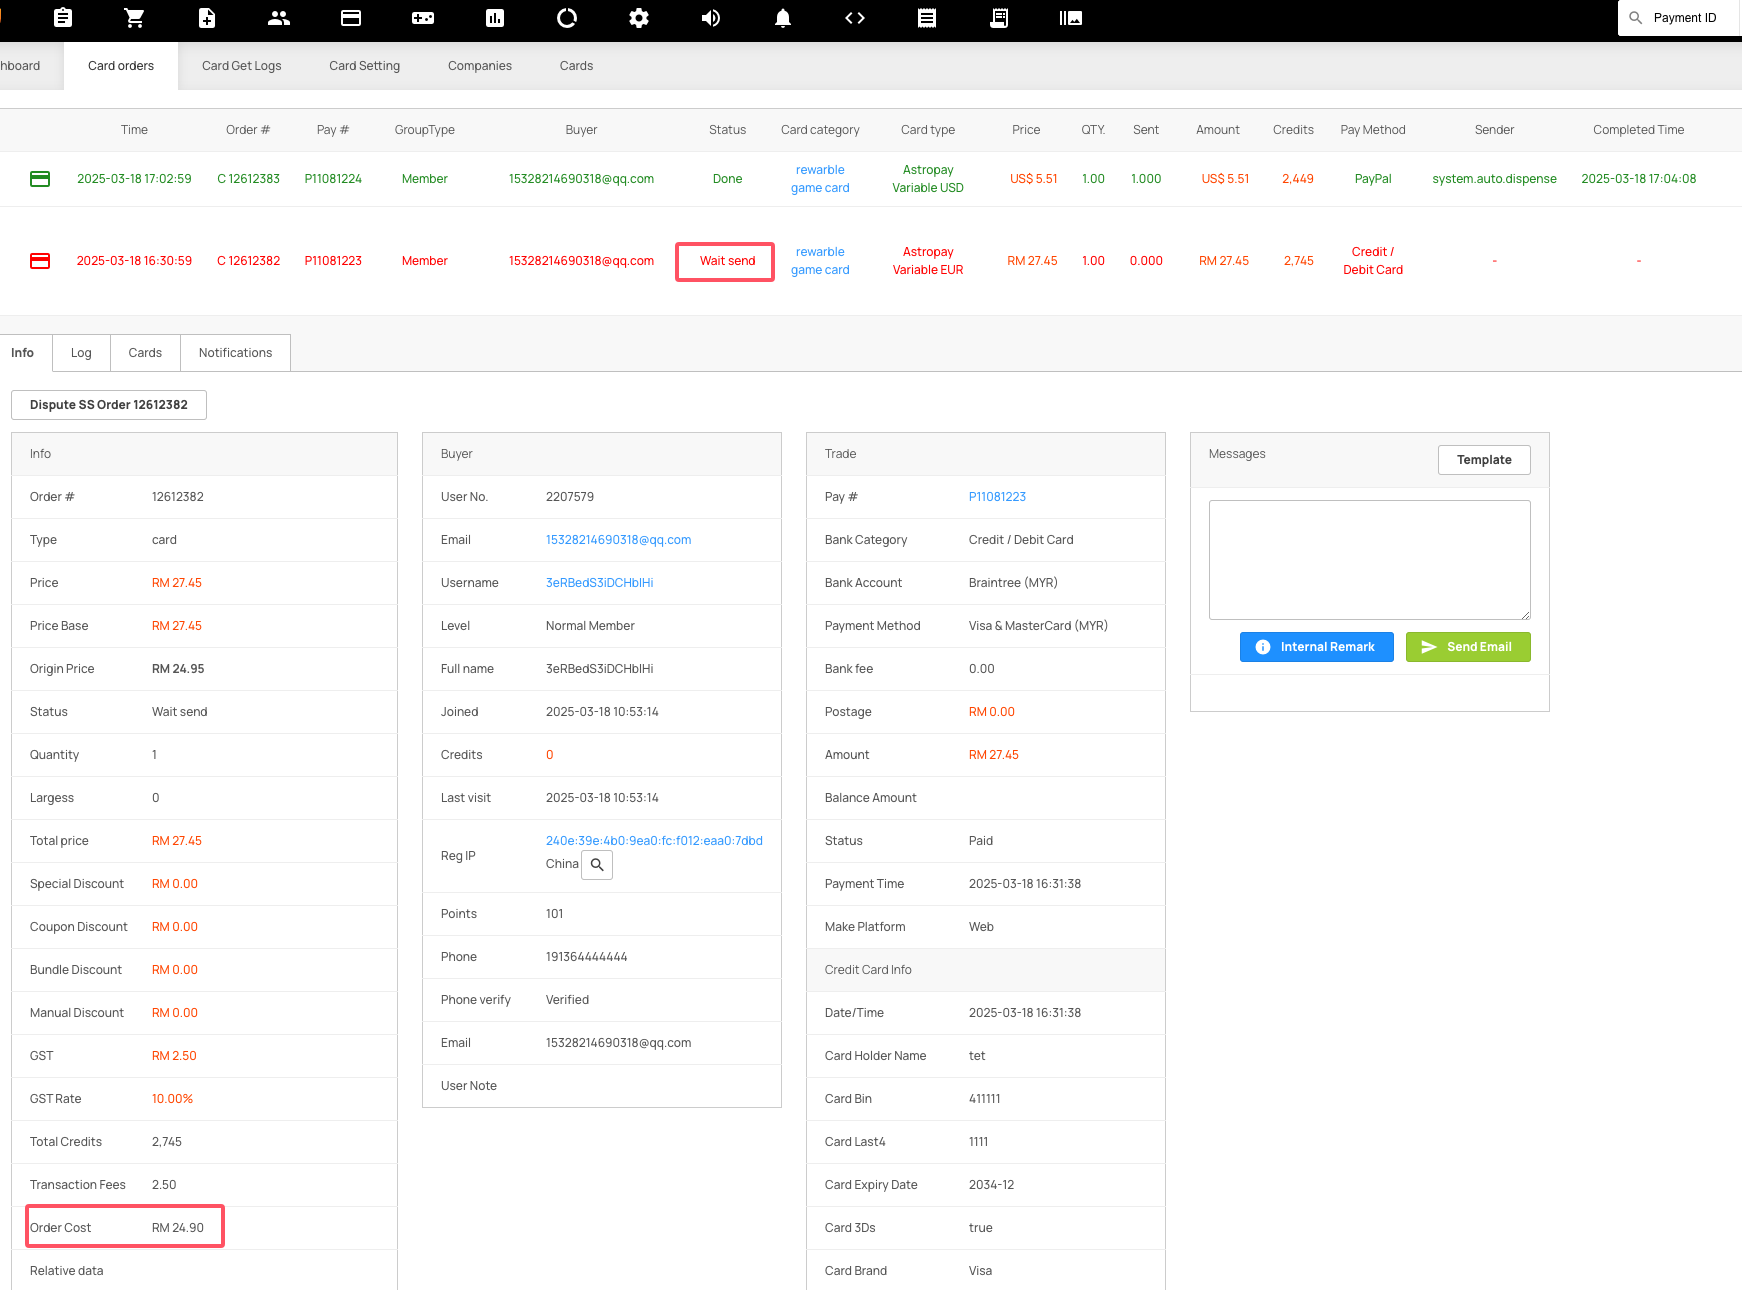 Payment ID
hboard
Card orders
Card Get Logs
Card Setting
Companies
Cards
Time Order # Pay # GroupType Buyer Status Card category Card type Price QTY. Sent Amount Credits Pay Method Sender Completed Time
2025-03-18 17:02:59 C 12612383 P11081224 Member 15328214690318@qq.com Done rewarble game card Astropay Variable USD US$ 5.51 1.00 1.000 US$ 5.51 2,449 PayPal system.auto.dispense 2025-03-18 17:04:08
2025-03-18 16:30:59 C 12612382 P11081223 Member 15328214690318@qq.com Wait send rewarble game card Astropay Variable EUR RM 27.45 1.00 0.000 RM 27.45 2,745 Credit / Debit Card - -
Info
Log
Cards
Notifications
Dispute SS Order 12612382
Info
Order # 12612382
Type card
Price RM 27.45
Price Base RM 27.45
Origin Price RM 24.95
Status Wait send
Quantity 1
Largess 0
Total price RM 27.45
Special Discount RM 0.00
Coupon Discount RM 0.00
Bundle Discount RM 0.00
Manual Discount RM 0.00
GST RM 2.50
GST Rate 10.00%
Total Credits 2,745
Transaction Fees 2.50
Order Cost RM 24.90
Relative data
Buyer
User No. 2207579
Email 15328214690318@qq.com
Username 3eRBedS3iDCHblHi
Level Normal Member
Full name 3eRBedS3iDCHblHi
Joined 2025-03-18 10:53:14
Credits 0
Last visit 2025-03-18 10:53:14
Reg IP 240e:39e:4b0:9ea0:fc:f012:eaa0:7dbd
China
Points 101
Phone 191364444444
Phone verify Verified
Email 15328214690318@qq.com
User Note
Trade
Pay # P11081223
Bank Category Credit / Debit Card
Bank Account Braintree (MYR)
Payment Method Visa & MasterCard (MYR)
Bank fee 0.00
Postage RM 0.00
Amount RM 27.45
Balance Amount
Status Paid
Payment Time 2025-03-18 16:31:38
Make Platform Web
Credit Card Info
Date/Time 2025-03-18 16:31:38
Card Holder Name tet
Card Bin 411111
Card Last4 1111
Card Expiry Date 2034-12
Card 3Ds true
Card Brand Visa
Messages
Template
Internal Remark
Send Email